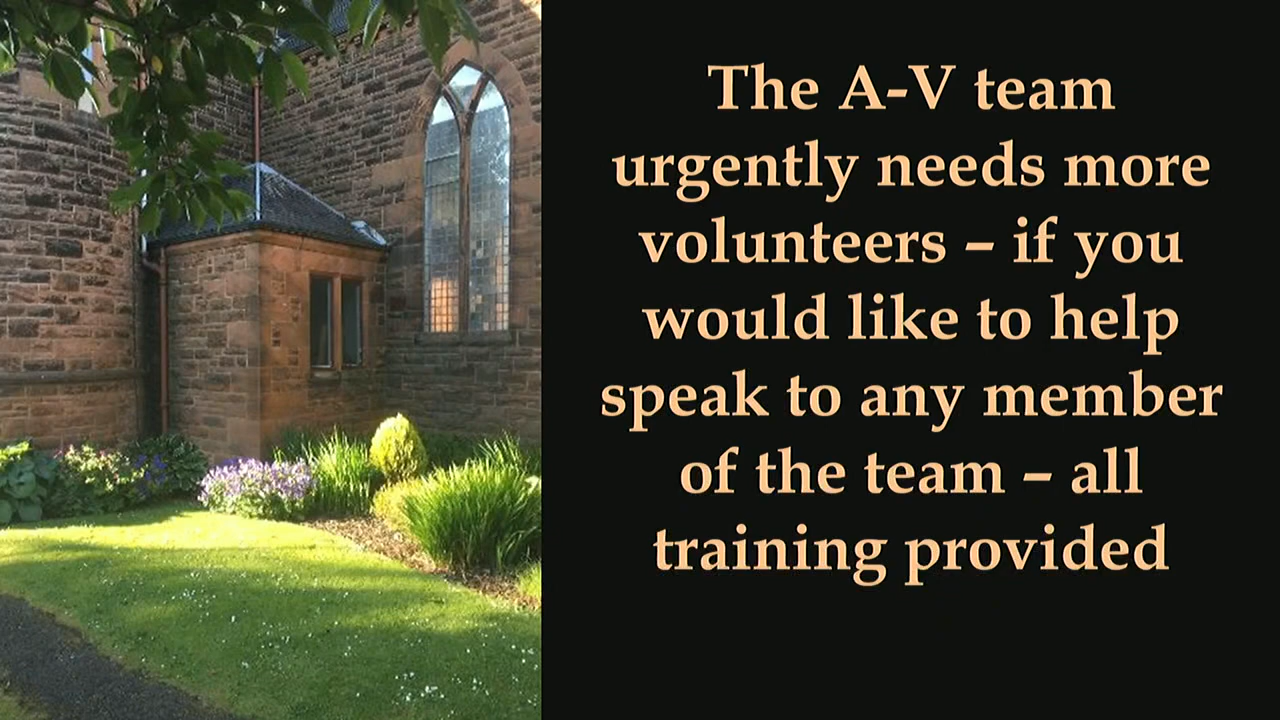 The A-V team
urgently needs more
volunteers – if you
would like to help
speak to any member
of the team – all
training provided